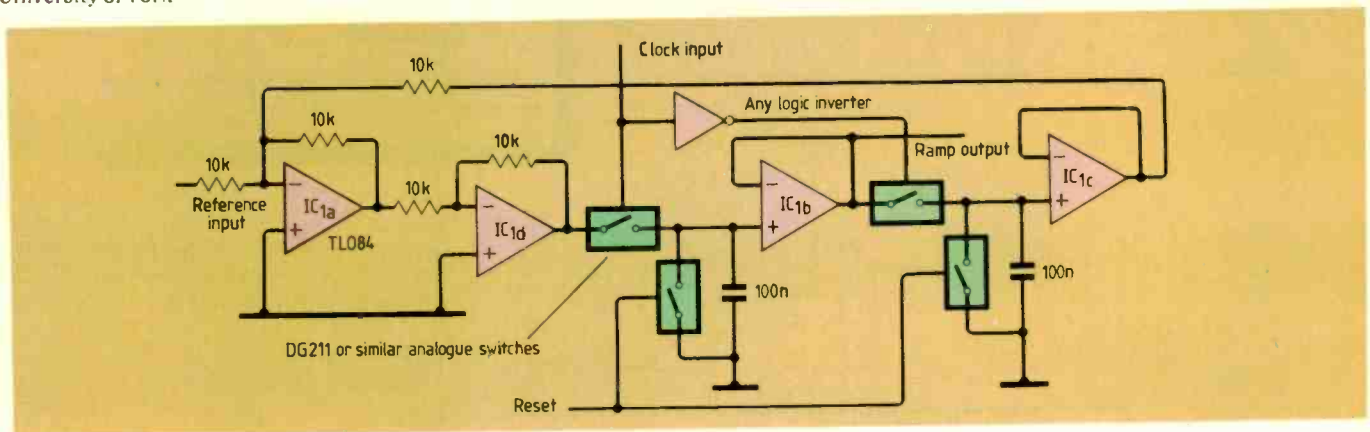 University of York
Clock input
10k
Any logic inverter
10k
10k
Ramp output
10k
10k
Reference
input
IC1a
TL084
IC1d
IC1b
IC1c
100n
100n
DG211 or similar analogue switches
Reset